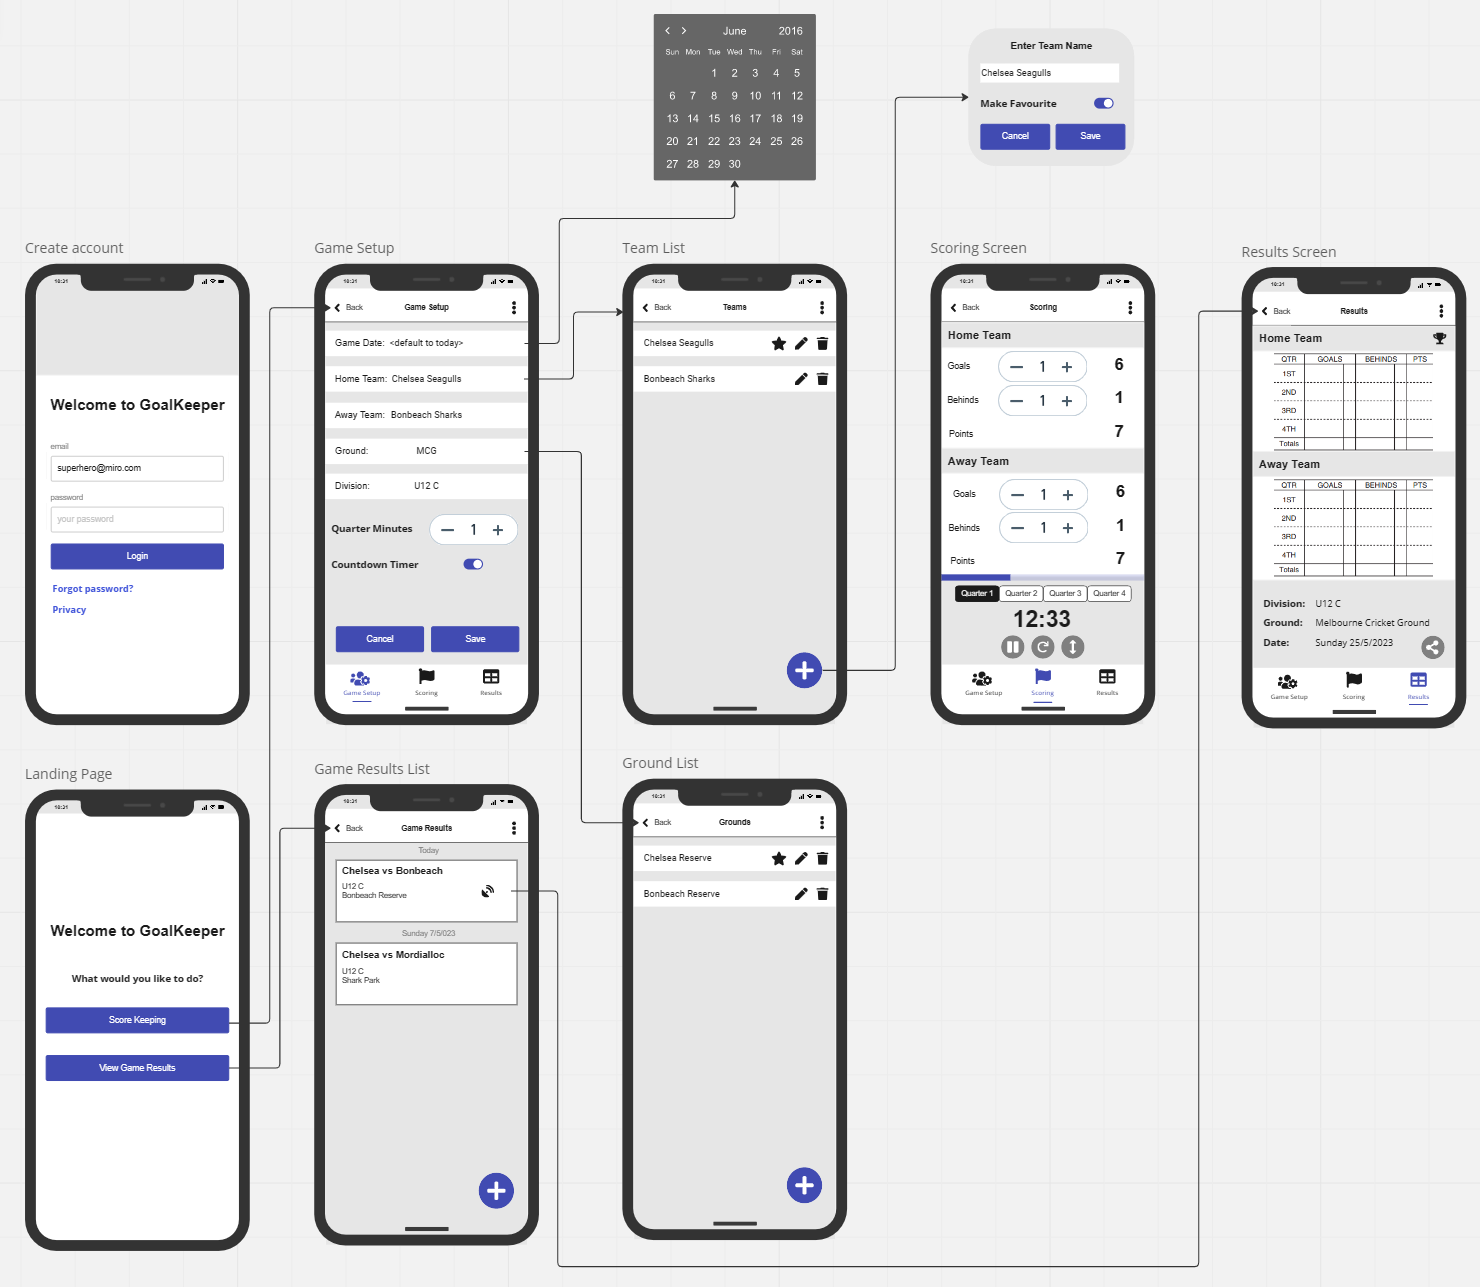 June 2016
Sun Mon Tue Wed Thu Fri Sat
1 2 3 4 5
6 7 8 9 10 11 12
13 14 15 16 17 18 19
20 21 22 23 24 25 26
27 28 29 30
Enter Team Name
Chelsea Seagulls
Make Favourite
Cancel Save
Create account
10:31
Welcome to GoalKeeper
email
superhero@miro.com
password
your password
Login
Forgot password?
Privacy
Game Setup
10:31
Back Game Setup
Game Date: <default to today>
Home Team: Chelsea Seagulls
Away Team: Bonbeach Sharks
Ground: MCG
Division: U12 C
Quarter Minutes 1
Countdown Timer
Cancel Save
Game Setup Scoring Results
Team List
10:31
Back Teams
Chelsea Seagulls
Bonbeach Sharks
Scoring Screen
10:31
Back Scoring
Home Team
Goals 1 6
Behinds 1 1
Points 7
Away Team
Goals 1 6
Behinds 1 1
Points 7
Quarter 1 Quarter 2 Quarter 3 Quarter 4
12:33
Game Setup Scoring Results
Results Screen
10:31
Back Results
Home Team
QTR GOALS BEHINDS PTS
1ST
2ND
3RD
4TH
Totals
Away Team
QTR GOALS BEHINDS PTS
1ST
2ND
3RD
4TH
Totals
Division: U12 C
Ground: Melbourne Cricket Ground
Date: Sunday 25/5/2023
Game Setup Scoring Results
Landing Page
10:31
Welcome to GoalKeeper
What would you like to do?
Score Keeping
View Game Results
Game Results List
10:31
Back Game Results
Today
Chelsea vs Bonbeach
U12 C
Bonbeach Reserve
Sunday 7/5/023
Chelsea vs Mordialloc
U12 C
Shark Park
Ground List
10:31
Back Grounds
Chelsea Reserve
Bonbeach Reserve